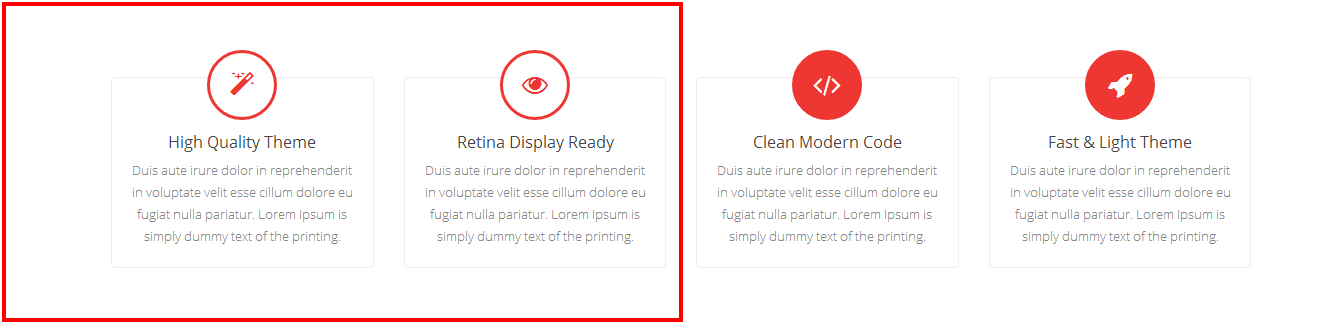 High Quality Theme
Duis aute irure dolor in reprehenderit
in voluptate velit esse cillum dolore eu
fugiat nulla pariatur. Lorem Ipsum is
simply dummy text of the printing.
Retina Display Ready
Duis aute irure dolor in reprehenderit
in voluptate velit esse cillum dolore eu
fugiat nulla pariatur. Lorem Ipsum is
simply dummy text of the printing.
Clean Modern Code
Duis aute irure dolor in reprehenderit
in voluptate velit esse cillum dolore eu
fugiat nulla pariatur. Lorem Ipsum is
simply dummy text of the printing.
Fast & Light Theme
Duis aute irure dolor in reprehenderit
in voluptate velit esse cillum dolore eu
fugiat nulla pariatur. Lorem Ipsum is
simply dummy text of the printing.